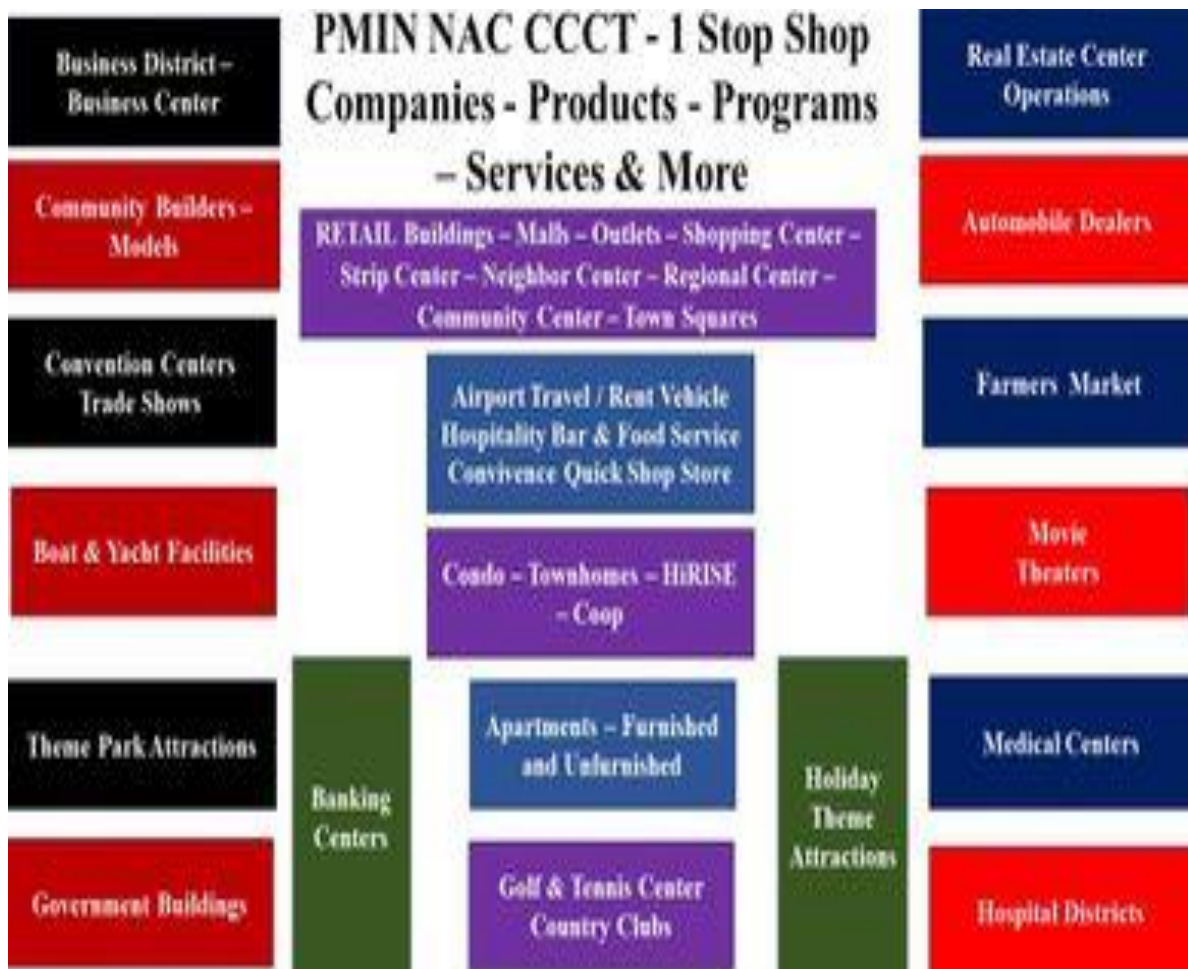 PMIN NAC CCCT - 1 Stop Shop
Companies - Products - Programs
– Services & More
Business District –
Business Center
Community Builders –
Models
Convention Centers
Trade Shows
Boat & Yacht Facilities
Theme Park Attractions
Government Buildings
RETAIL Buildings – Malls – Outlets – Shopping Center –
Strip Center – Neighbor Center – Regional Center –
Community Center – Town Squares
Airport Travel / Rent Vehicle
Hospitality Bar & Food Service
Convivence Quick Shop Store
Condo – Townhomes – HiRISE
– Coop
Apartments – Furnished
and Unfurnished
Golf & Tennis Center
Country Clubs
Banking
Centers
Holiday
Theme
Attractions
Real Estate Center
Operations
Automobile Dealers
Farmers Market
Movie
Theaters
Medical Centers
Hospital Districts